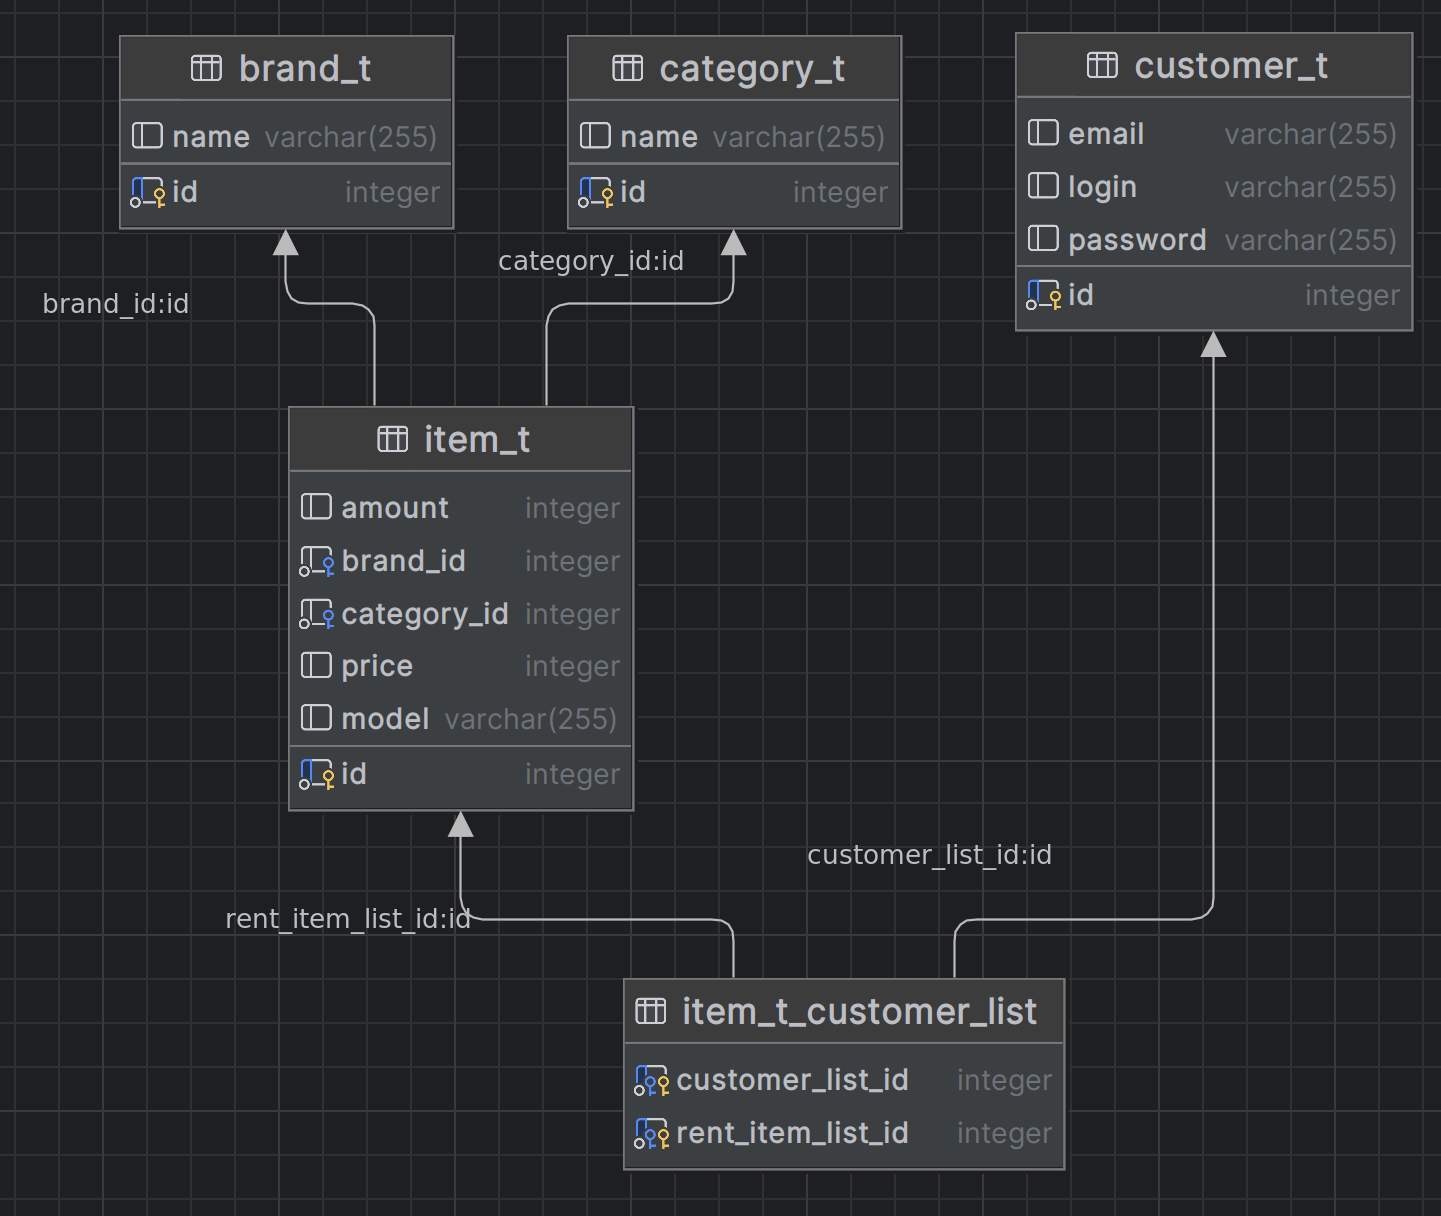 brand_t
name varchar(255)
id integer
category_t
name varchar(255)
id integer
customer_t
email varchar(255)
login varchar(255)
password varchar(255)
id integer
brand_id:id
category_id:id
item_t
amount integer
brand_id integer
category_id integer
price integer
model varchar(255)
id integer
rent_item_list_id:id
customer_list_id:id
item_t_customer_list
customer_list_id integer
rent_item_list_id integer